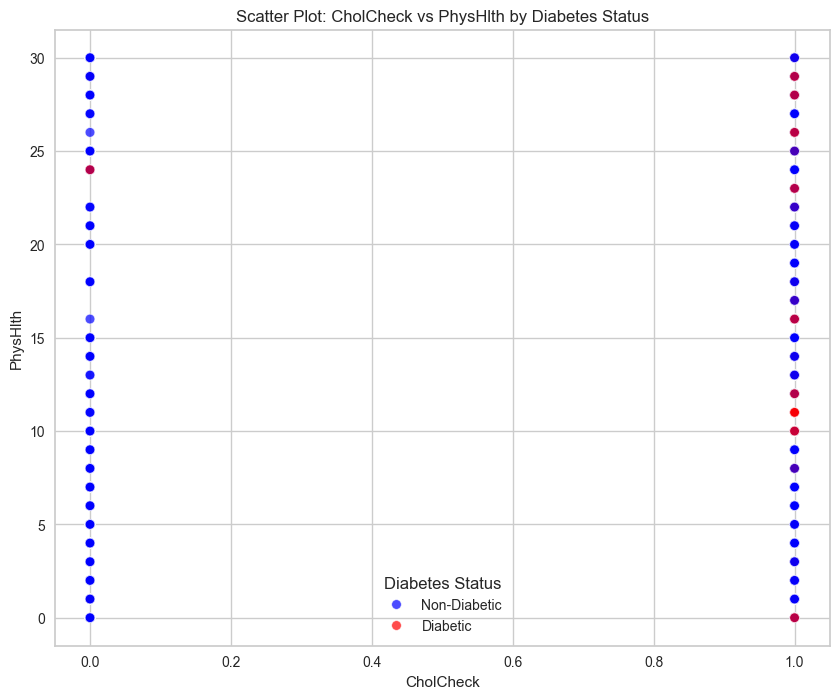 Scatter Plot: CholCheck vs PhysHlth by Diabetes Status
PhysHlth
30
25
20
15
10
5
0
Diabetes Status
Non-Diabetic
Diabetic
0.0 0.2 0.4 0.6 0.8 1.0
CholCheck